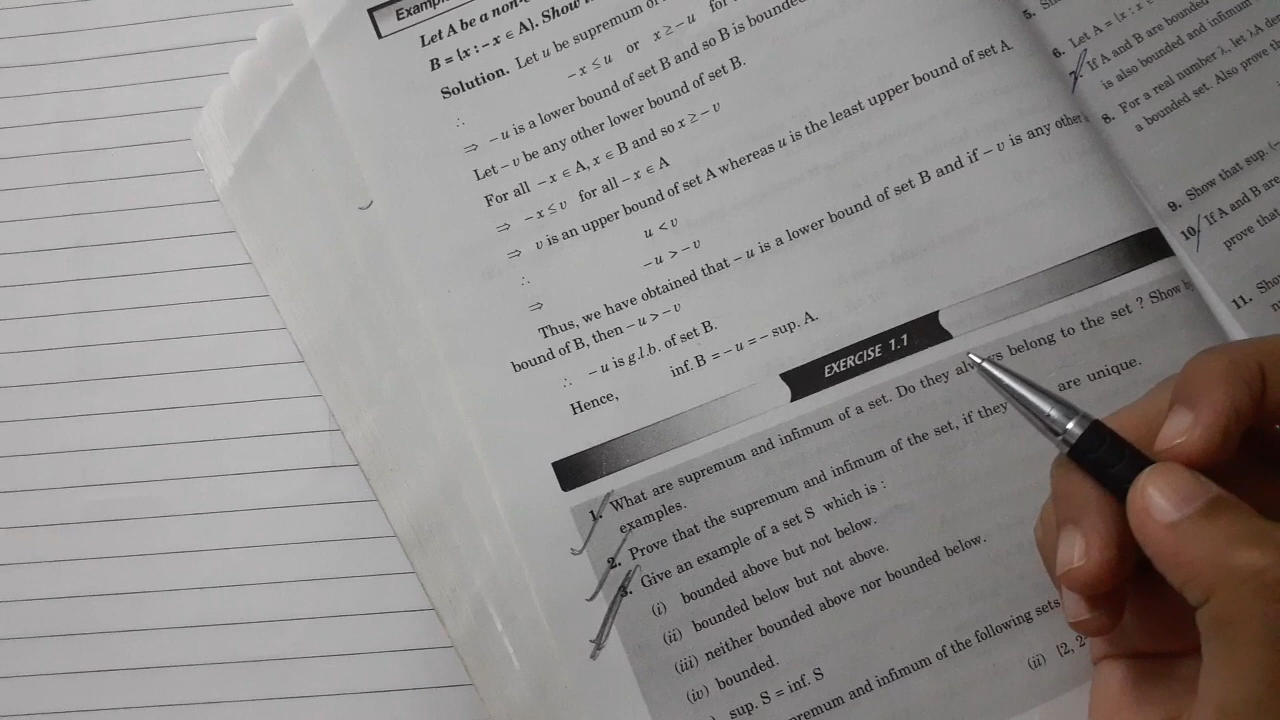 Examp
Let A be a non-
B = {x : – x ∈ A}. Show
Solution. Let u be supremum of
– x ≤ u or x ≥ – u for
∴
⇒ – u is a lower bound of set B and so B is bounded
Let – v be any other lower bound of set B.
For all – x ∈ A, x ∈ B and so x ≥ – v
⇒ – x ≤ v for all – x ∈ A
⇒ v is an upper bound of set A whereas u is the least upper bound of set A
u < v
∴
– u > – v
⇒
Thus, we have obtained that – u is a lower bound of set B and if – v is any other
bound of B, then – u > – v
∴ – u is g.l.b. of set B.
Hence, inf. B = – u = – sup. A.
EXERCISE 1.1
1. What are supremum and infimum of a set. Do they always belong to the set ? Show
examples.
2. Prove that the supremum and infimum of the set, if they are unique.
3. Give an example of a set S which is :
(i) bounded above but not below.
(ii) bounded below but not above.
(iii) neither bounded above nor bounded below.
(iv) bounded.
sup. S = inf. S
premum and infimum of the following sets
(ii) [2, 2
5.
6. Let A = {x : x
7. If A and B are bounded
is also bounded and infimum
8. For a real number λ, let λA de
a bounded set. Also prove th
9. Show that sup. (–
10. If A and B are
prove that
11. Sho